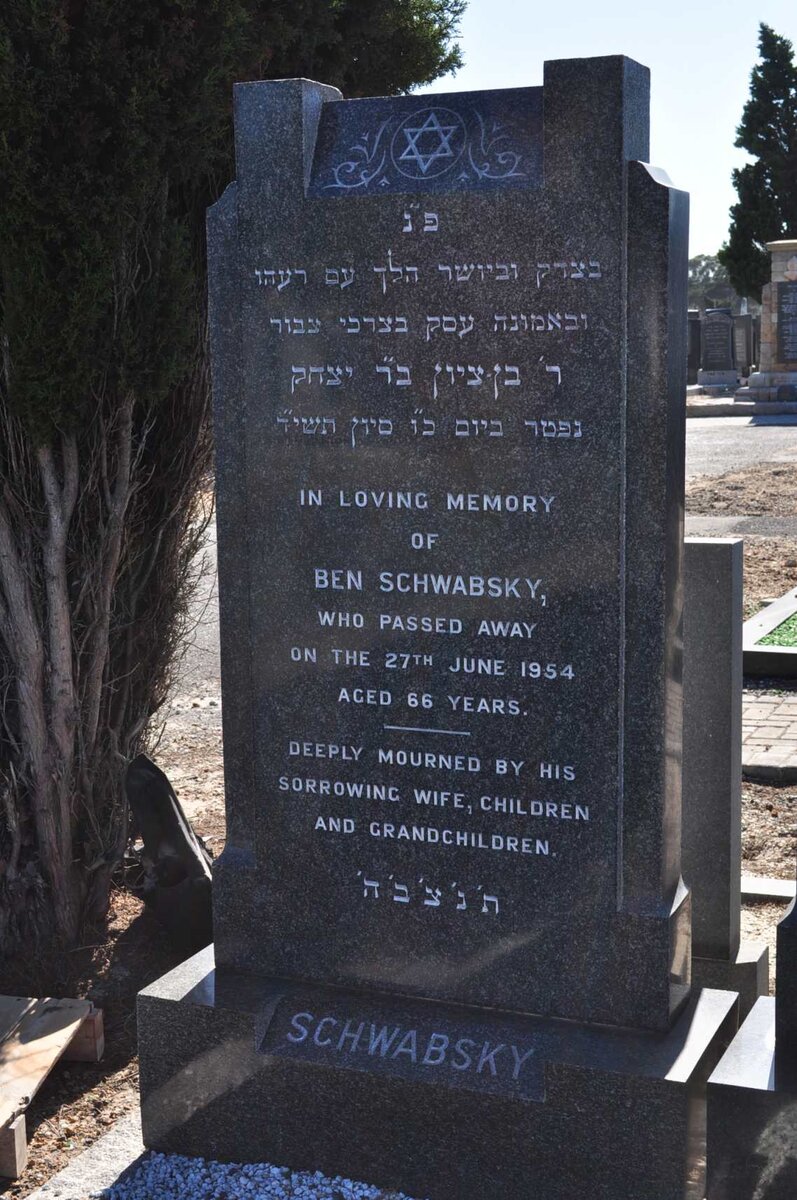 פ"נ
בצדק וביושר הלך עם רעהו
ובאמונה עסק בצרכי צבור
ר' בן-ציון ב"ר יצחק
נפטר ביום כ"ו סיון תשי"ד
IN LOVING MEMORY
OF
BEN SCHWABSKY,
WHO PASSED AWAY
ON THE 27TH JUNE 1954
AGED 66 YEARS.
DEEPLY MOURNED BY HIS
SORROWING WIFE, CHILDREN
AND GRANDCHILDREN.
ת' נ' צ' ב' ה'
SCHWABSKY